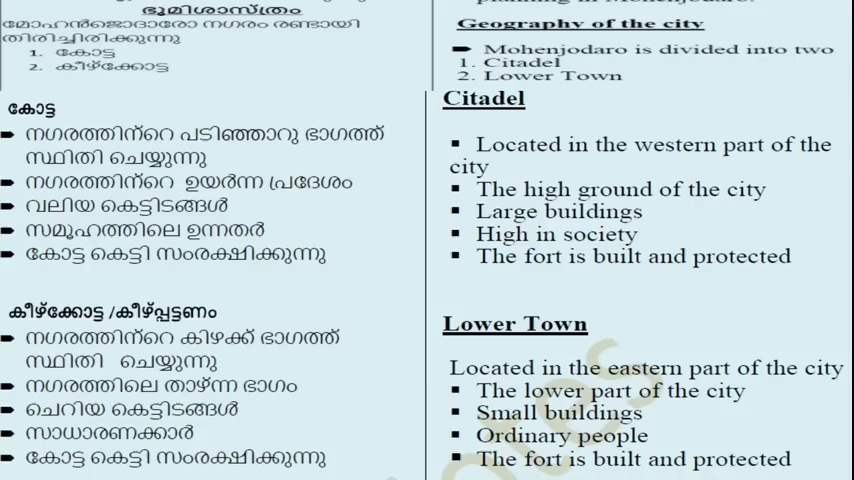 ഭൂമിശാസ്ത്രം
മോഹൻജൊദാരോ നഗരം രണ്ടായി
തിരിച്ചിരിക്കുന്നു
1. കോട്ട
2. കീഴ്ക്കോട്ട
കോട്ട
നഗരത്തിന്റെ പടിഞ്ഞാറു ഭാഗത്ത്
സ്ഥിതി ചെയ്യുന്നു
നഗരത്തിന്റെ ഉയർന്ന പ്രദേശം
വലിയ കെട്ടിടങ്ങൾ
സമൂഹത്തിലെ ഉന്നതർ
കോട്ട കെട്ടി സംരക്ഷിക്കുന്നു
കീഴ്ക്കോട്ട /കീഴ്പ്പട്ടണം
നഗരത്തിന്റെ കിഴക്ക് ഭാഗത്ത്
സ്ഥിതി ചെയ്യുന്നു
നഗരത്തിലെ താഴ്ന്ന ഭാഗം
ചെറിയ കെട്ടിടങ്ങൾ
സാധാരണക്കാർ
കോട്ട കെട്ടി സംരക്ഷിക്കുന്നു
planning in Mohenjodaro.
Geography of the city
Mohenjodaro is divided into two
1. Citadel
2. Lower Town
Citadel
Located in the western part of the
city
The high ground of the city
Large buildings
High in society
The fort is built and protected
Lower Town
Located in the eastern part of the city
The lower part of the city
Small buildings
Ordinary people
The fort is built and protected